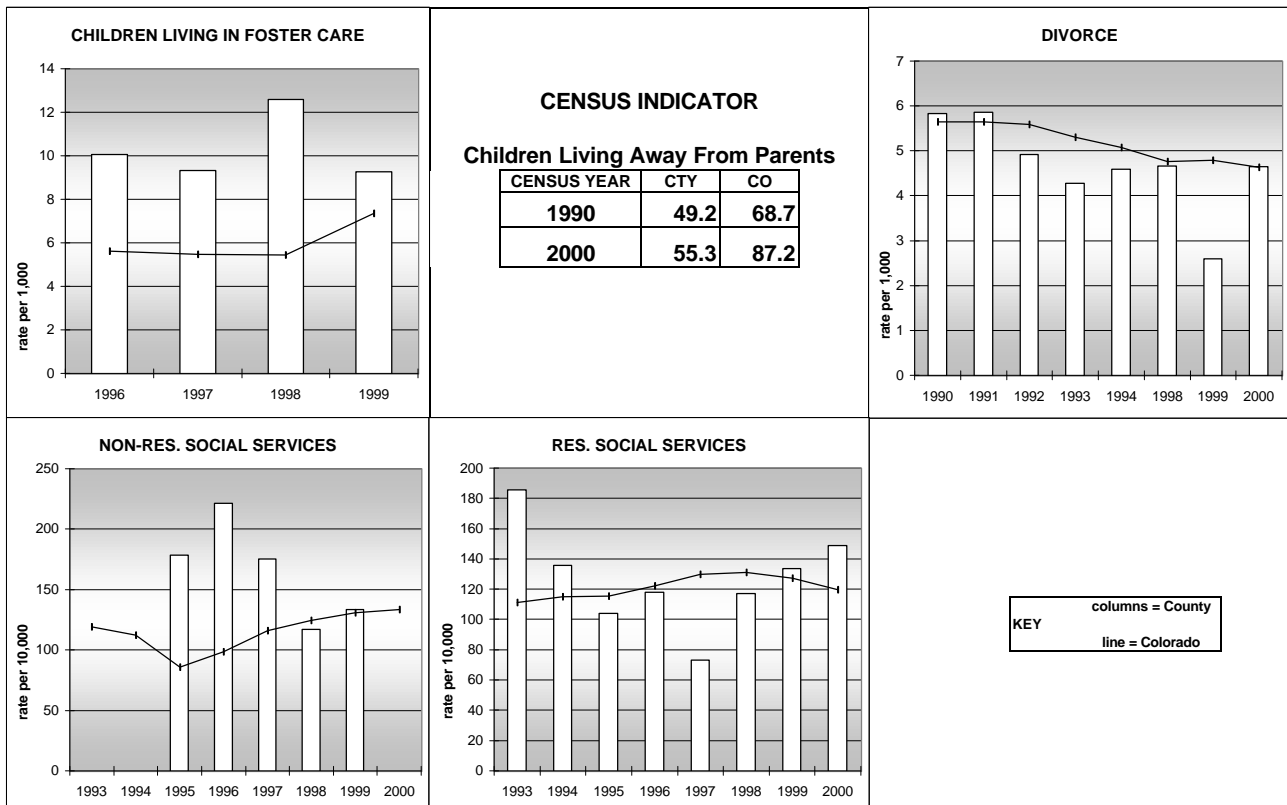 CHILDREN LIVING IN FOSTER CARE
14
12
10
8
6
4
2
0
rate per 1,000
1996 1997 1998 1999
CENSUS INDICATOR
Children Living Away From Parents
CENSUS YEAR CTY CO
1990 49.2 68.7
2000 55.3 87.2
DIVORCE
7
6
5
4
3
2
1
0
rate per 1,000
1990 1991 1992 1993 1994 1998 1999 2000
NON-RES. SOCIAL SERVICES
250
200
150
100
50
0
rate per 10,000
1993 1994 1995 1996 1997 1998 1999 2000
RES. SOCIAL SERVICES
200
180
160
140
120
100
80
60
40
20
0
rate per 10,000
1993 1994 1995 1996 1997 1998 1999 2000
columns = County
KEY
line = Colorado